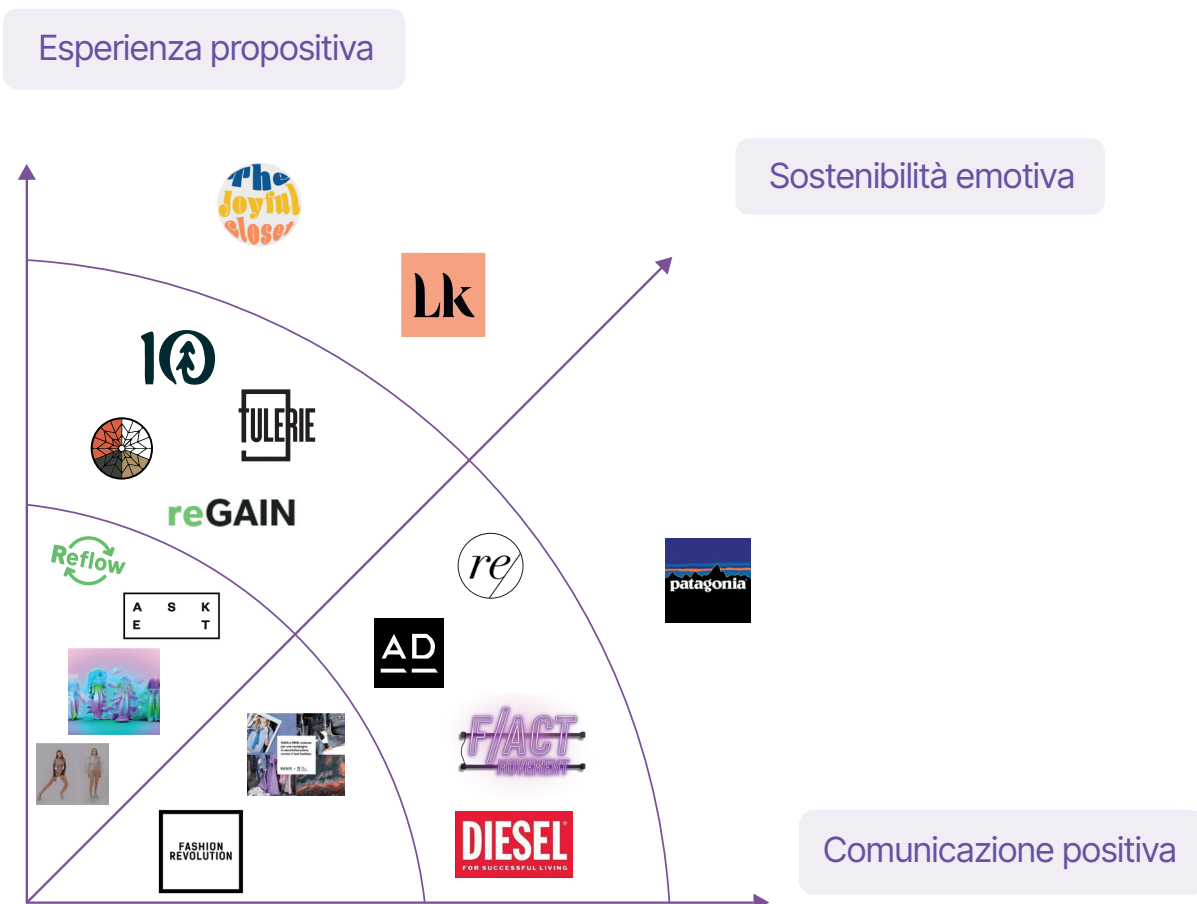 Esperienza propositiva
Sostenibilità emotiva
The
Joyful
closet
Lk
10
TULERIE
reGAIN
Reflow
re/
patagonia
A S K
E T
AD
F/ACT
MOVEMENT
DIESEL
FOR SUCCESSFUL LIVING
FASHION
REVOLUTION
Comunicazione positiva